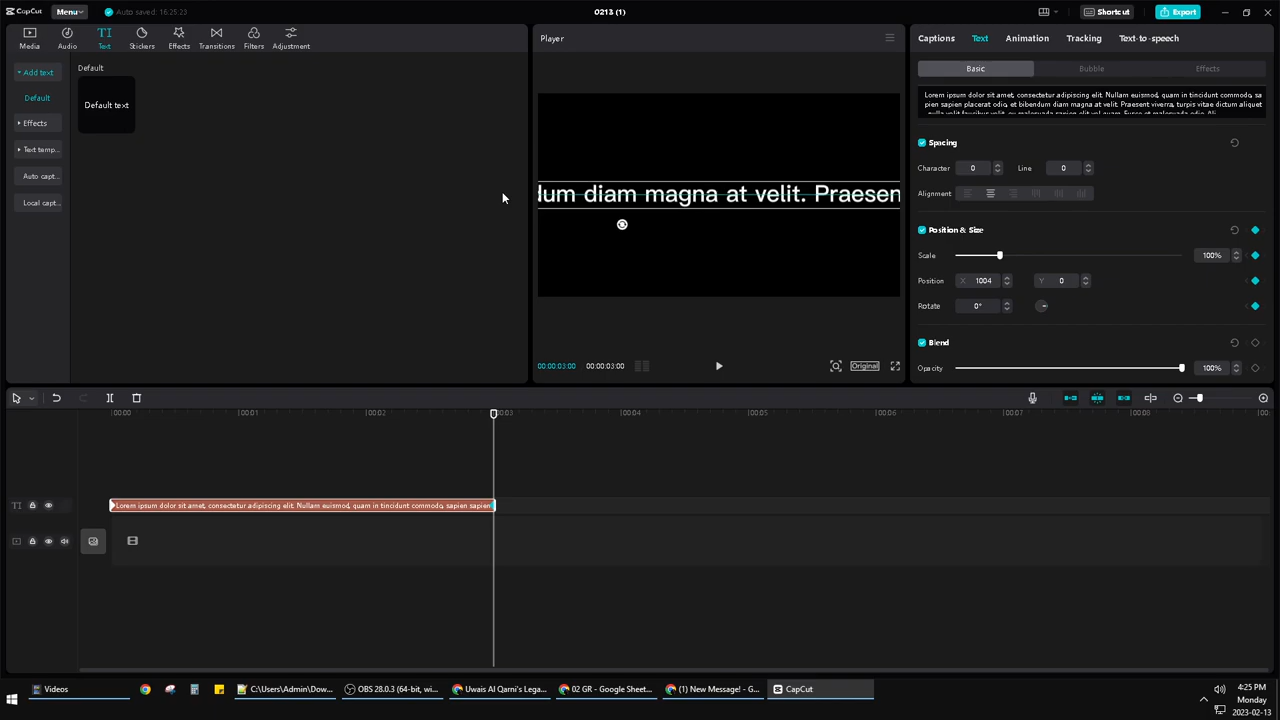 CapCut
Menu
Auto saved: 16:25:23
0213 (1)
Shortcut
Export
Media
Audio
Text
Stickers
Effects
Transitions
Filters
Adjustment
Add text
Default
Effects
Text temp...
Auto capt...
Local capt...
Default
Default text
Player
dum diam magna at velit. Praesen
00:00:03:00
00:00:03:00
Original
Captions
Text
Animation
Tracking
Text-to-speech
Basic
Bubble
Effects
Lorem ipsum dolor sit amet, consectetur adipiscing elit. Nullam euismod, quam in tincidunt commodo, sa
pien sapien placerat odio, et bibendum diam magna at velit. Praesent viverra, turpis vitae dictum aliquet
Spacing
Character 0 Line 0
Alignment
Position & Size
Scale 100%
Position X 1004 Y 0
Rotate 0°
Blend
Opacity 100%
00:00 00:01 00:02 00:03 00:04 00:05 00:06 00:07 00:08
TI
Lorem ipsum dolor sit amet, consectetur adipiscing elit. Nullam euismod, quam in tincidunt commodo, sapien sapien
Videos
C:\Users\Admin\Dow...
OBS 28.0.3 (64-bit, wi...
Uwais Al Qarni's Lega...
02 GR - Google Sheet...
(1) New Message! - G...
CapCut
4:25 PM
Monday
2023-02-13